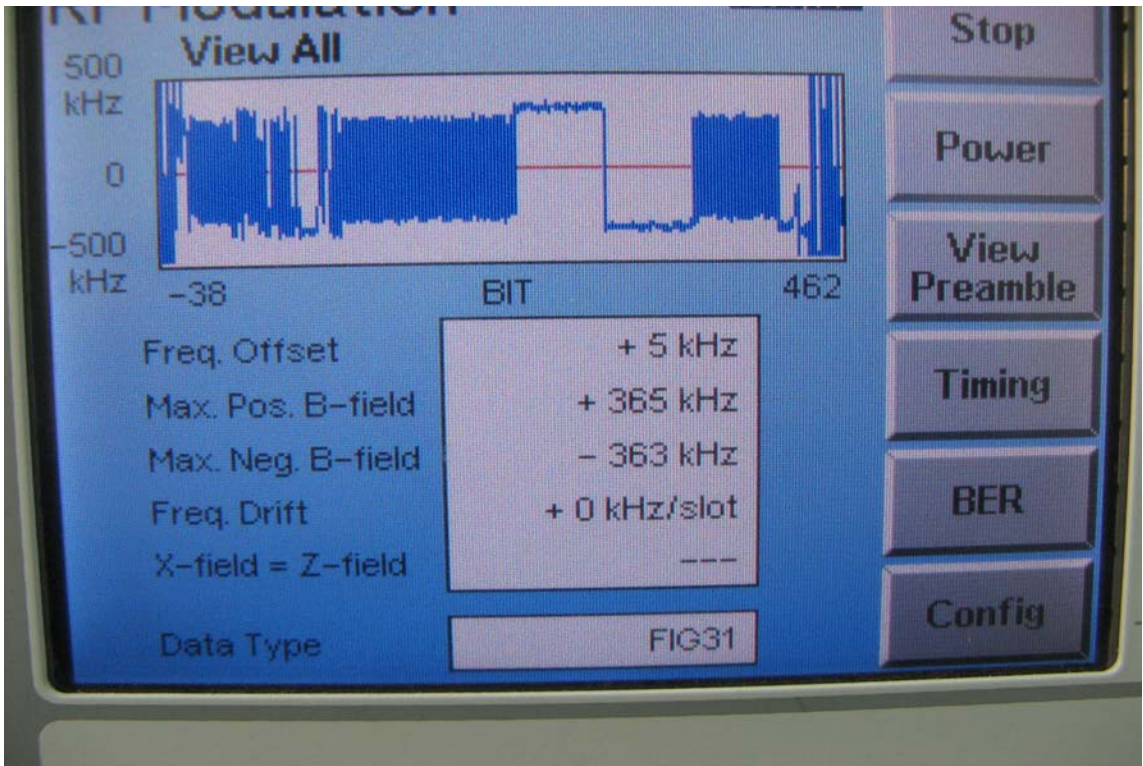 RF Modulation
View All
500
kHz
0
-500
kHz
-38
BIT
462
Freq. Offset
+ 5 kHz
Max. Pos. B-field
+ 365 kHz
Max. Neg. B-field
- 363 kHz
Freq. Drift
+ 0 kHz/slot
X-field = Z-field
---
Data Type
FIG31
Stop
Power
View
Preamble
Timing
BER
Config